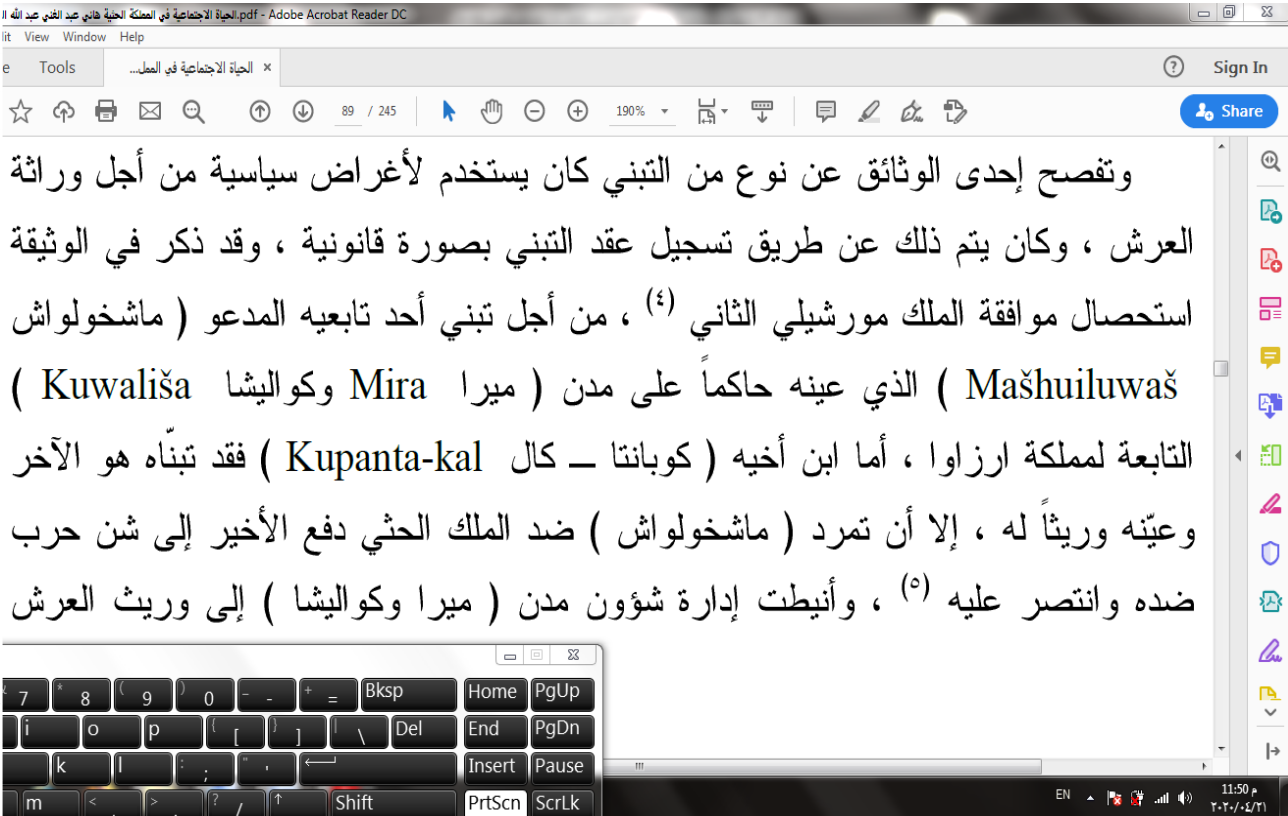 الحياة الاجتماعية في المملكة الحثية هاني عبد الغني عبد الله ال.pdf - Adobe Acrobat Reader DC
dit View Window Help
e Tools الحياة الاجتماعية في الممل... × ? Sign In
89 / 245 190% Share
وتفصح إحدى الوثائق عن نوع من التبني كان يستخدم لأغراض سياسية من أجل وراثة
العرش ، وكان يتم ذلك عن طريق تسجيل عقد التبني بصورة قانونية ، وقد ذكر في الوثيقة
استحصال موافقة الملك مورشيلي الثاني (٤) ، من أجل تبني أحد تابعيه المدعو ( ماشخولواش
Mašhuiluwaš ) الذي عينه حاكماً على مدن ( ميرا Mira وكواليشا Kuwališa )
التابعة لمملكة ارزاوا ، أما ابن أخيه ( كوبانتا – كال Kupanta-kal ) فقد تبنّاه هو الآخر
وعيّنه وريثاً له ، إلا أن تمرد ( ماشخولواش ) ضد الملك الحثي دفع الأخير إلى شن حرب
ضده وانتصر عليه (٥) ، وأنيطت إدارة شؤون مدن ( ميرا وكواليشا ) إلى وريث العرش
7 * 8 ( 9 ) 0 _ - + = Bksp Home PgUp
i o p { [ } ] | \ Del End PgDn
k l : ; " ' Insert Pause
m < > ? / ↑ Shift PrtScn ScrLk
EN 11:50 م
٢٠٢٠/٠٤/٢١